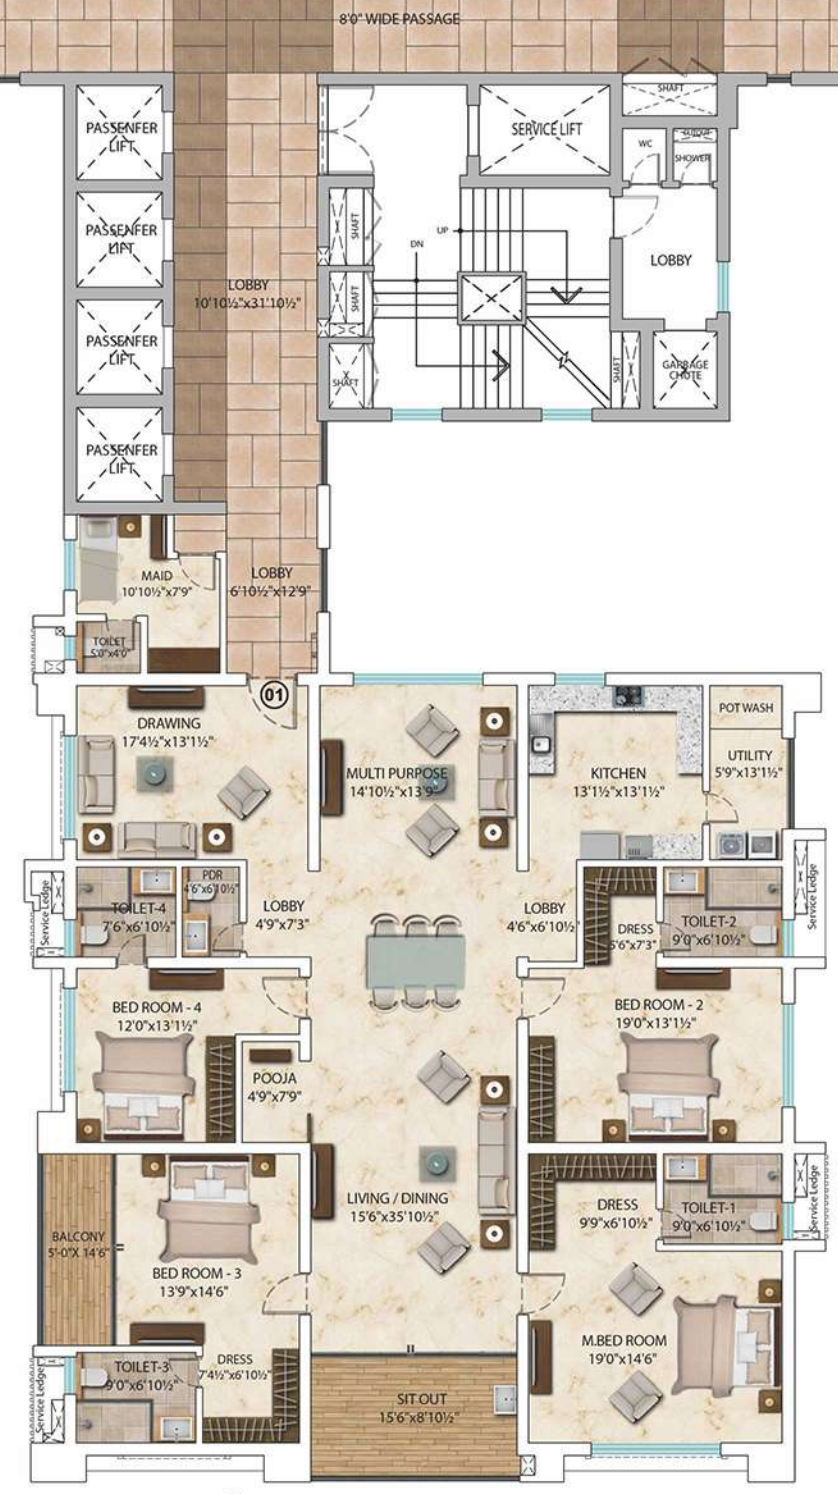 8'0" WIDE PASSAGE
PASSENFER
LIFT
SERVICE LIFT
SHAFT
WC
SHOWER
PASSENFER
LIFT
SHAFT
UP
DN
LOBBY
LOBBY
10'10½"x31'10½"
SHAFT
PASSENFER
LIFT
SHAFT
SHAFT
GARBAGE
CHUTE
PASSENFER
LIFT
MAID
10'10½"x7'9"
LOBBY
6'10½"x12'9"
TOILET
5'0"x4'0"
01
DRAWING
17'4½"x13'1½"
MULTI PURPOSE
14'10½"x13'9"
KITCHEN
13'1½"x13'1½"
POT WASH
UTILITY
5'9"x13'1½"
Service Ledge
TOILET-4
7'6"x6'10½"
PDR
4'6"x6'10½"
LOBBY
4'9"x7'3"
LOBBY
4'6"x6'10½"
DRESS
5'6"x7'3"
TOILET-2
9'0"x6'10½"
Service Ledge
BED ROOM - 4
12'0"x13'1½"
BED ROOM - 2
19'0"x13'1½"
POOJA
4'9"x7'9"
LIVING / DINING
15'6"x35'10½"
DRESS
9'9"x6'10½"
TOILET-1
9'0"x6'10½"
Service Ledge
BALCONY
5'-0"X 14'6"
BED ROOM - 3
13'9"x14'6"
M.BED ROOM
19'0"x14'6"
Service Ledge
TOILET-3
9'0"x6'10½"
DRESS
7'4½"x6'10½"
SIT OUT
15'6"x8'10½"